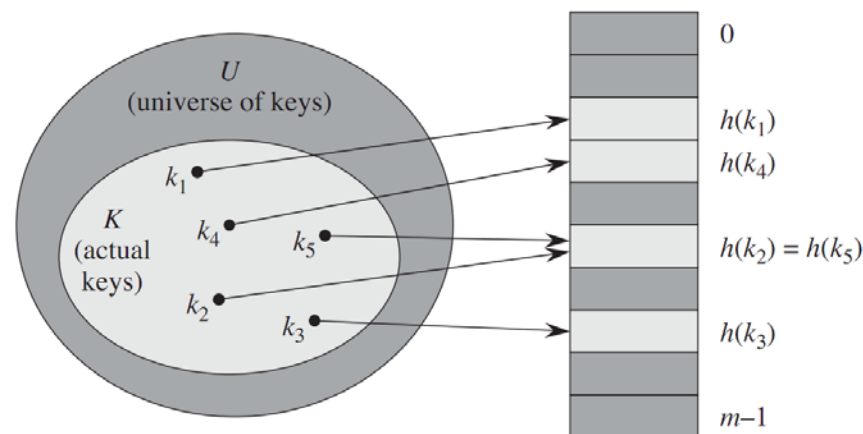 U
(universe of keys)
K
(actual
keys)
k₁
k₄
k₅
k₂
k₃
0
h(k₁)
h(k₄)
h(k₂) = h(k₅)
h(k₃)
m–1